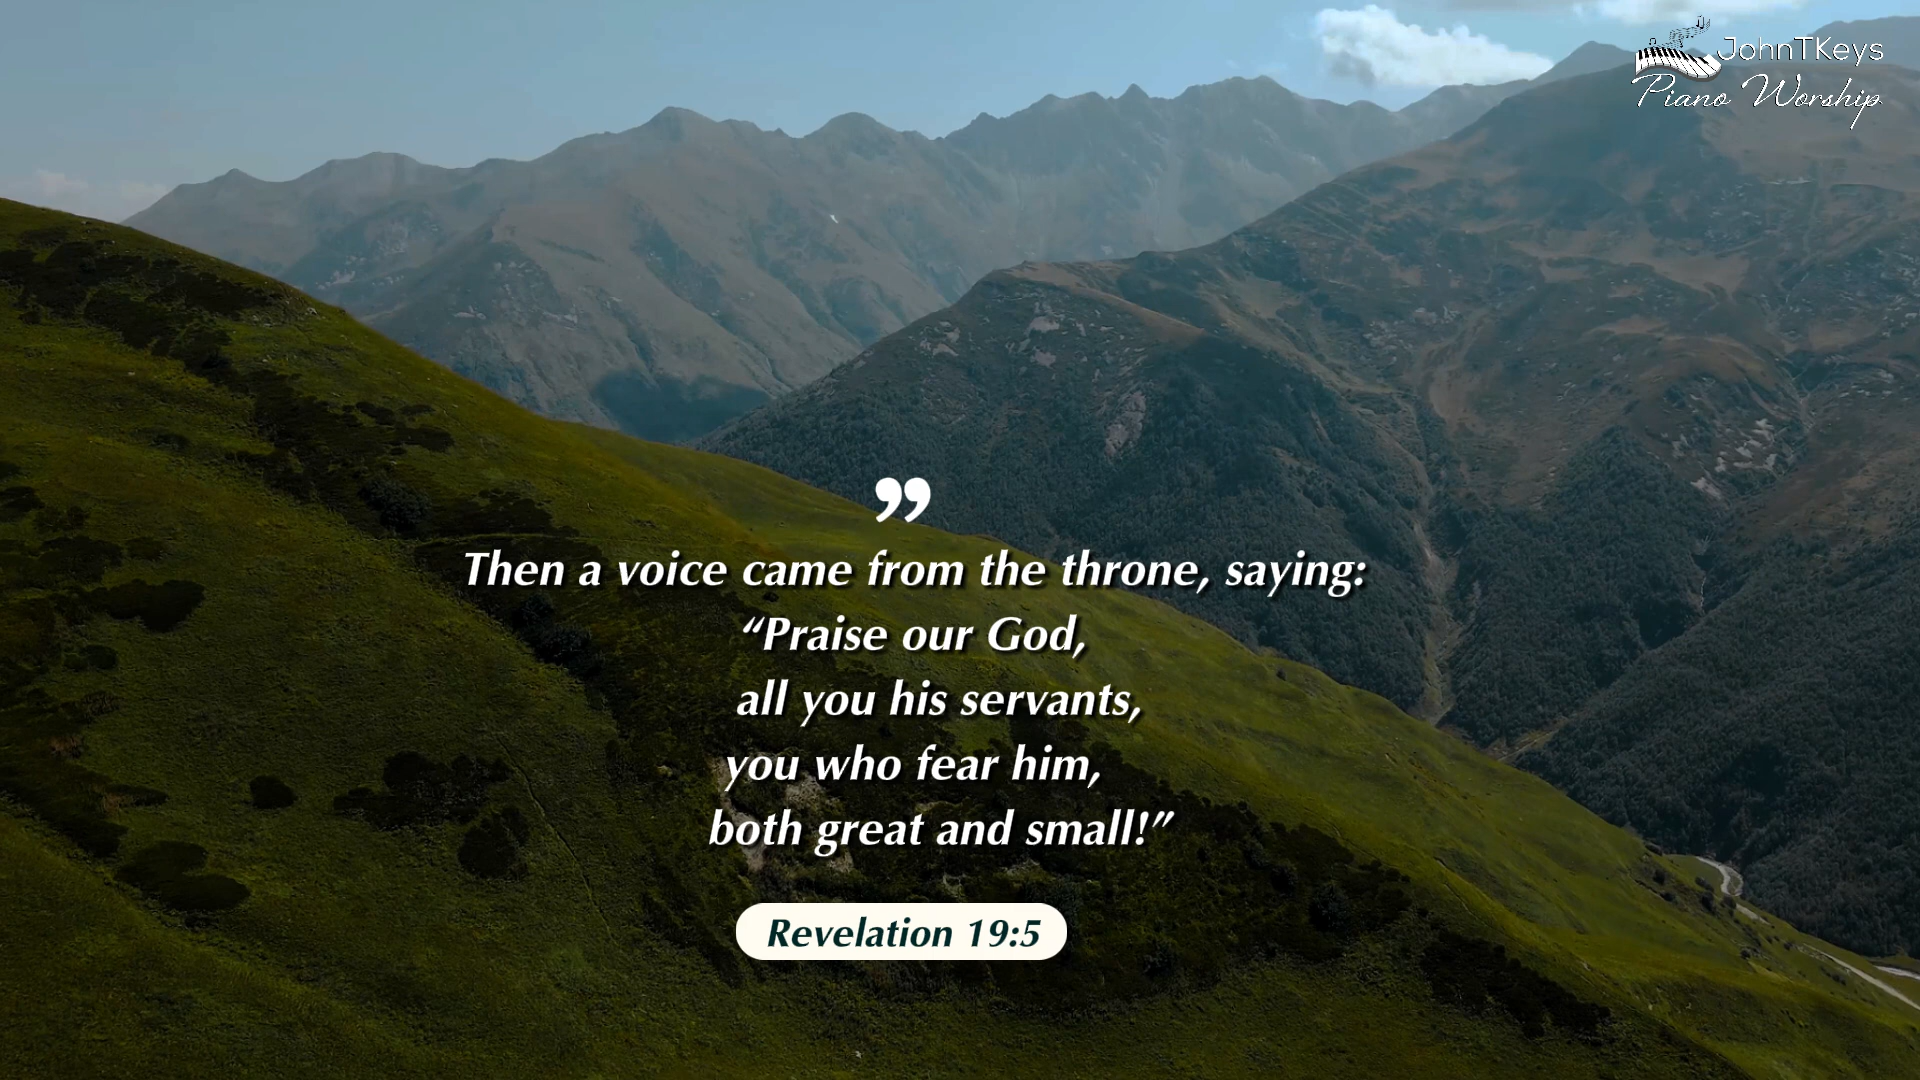 JohnTKeys
Piano Worship
”
Then a voice came from the throne, saying:
“Praise our God,
all you his servants,
you who fear him,
both great and small!”
Revelation 19:5